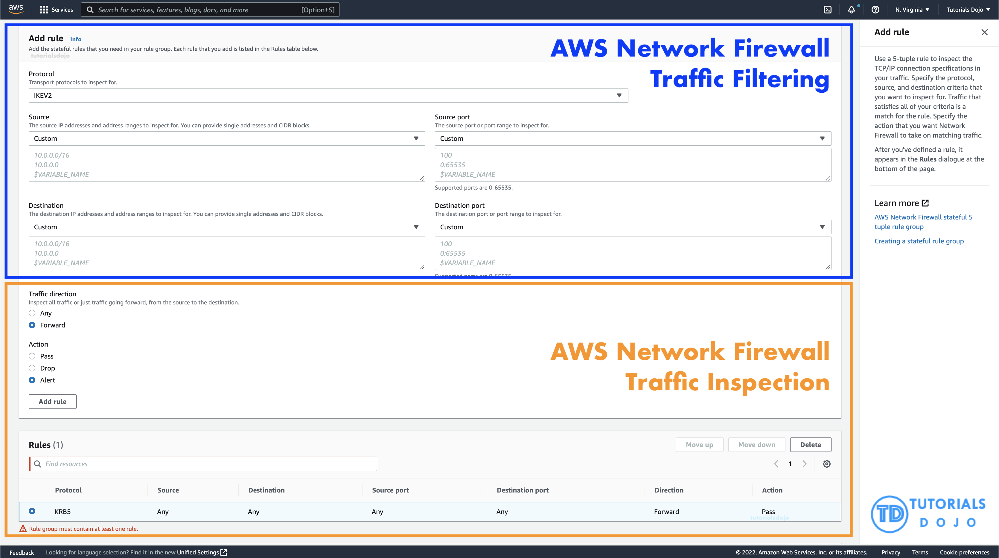 aws
Services
Search for services, features, blogs, docs, and more
[Option+S]
N. Virginia
Tutorials Dojo
Add rule Info
Add the stateful rules that you need in your rule group. Each rule that you add is listed in the Rules table below.
tutorialsdojo
AWS Network Firewall
Traffic Filtering
Protocol
Transport protocols to inspect for.
IKEV2
Source
The source IP addresses and address ranges to inspect for. You can provide single addresses and CIDR blocks.
Custom
10.0.0.0/16
10.0.0.0
$VARIABLE_NAME
Source port
The source port or port range to inspect for.
Custom
100
0:65535
$VARIABLE_NAME
Supported ports are 0-65535.
Destination
The destination IP addresses and address ranges to inspect for. You can provide single addresses and CIDR blocks.
Custom
10.0.0.0/16
10.0.0.0
$VARIABLE_NAME
Destination port
The destination port or port range to inspect for.
Custom
100
0:65535
$VARIABLE_NAME
Supported ports are 0-65535.
Traffic direction
Inspect all traffic or just traffic going forward, from the source to the destination.
Any
Forward
Action
Pass
Drop
Alert
Add rule
AWS Network Firewall
Traffic Inspection
Rules (1)
Move up
Move down
Delete
Find resources
1
Protocol Source Destination Source port Destination port Direction Action
KRB5 Any Any Any Any Forward Pass
tutorialsdojo
Rule group must contain at least one rule.
Add rule
Use a 5-tuple rule to inspect the
TCP/IP connection specifications in
your traffic. Specify the protocol,
source, and destination criteria that
you want to inspect for. Traffic that
satisfies all of your criteria is a
match for the rule. Specify the
action that you want Network
Firewall to take on matching traffic.
After you've defined a rule, it
appears in the Rules dialogue at the
bottom of the page.
Learn more
AWS Network Firewall stateful 5
tuple rule group
Creating a stateful rule group
TD
TUTORIALS
DOJO
Feedback
Looking for language selection? Find it in the new Unified Settings
© 2022, Amazon Web Services, Inc. or its affiliates.
Privacy
Terms
Cookie preferences